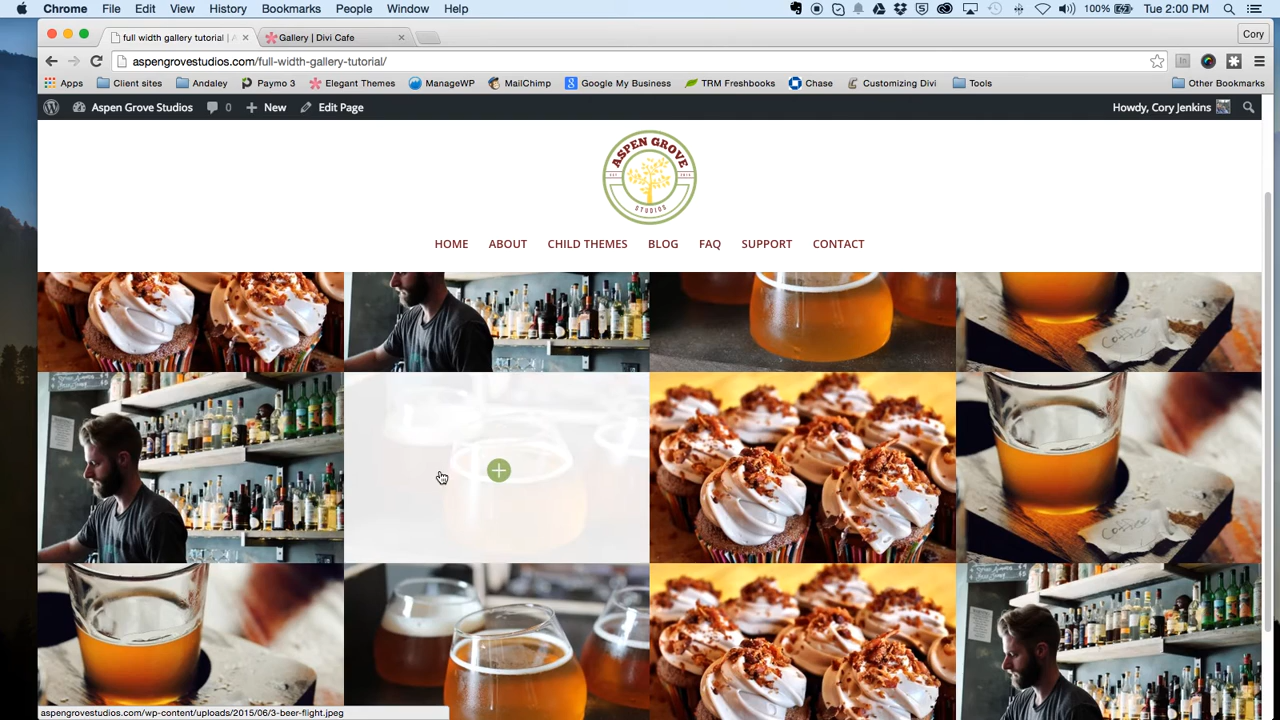 Chrome File Edit View History Bookmarks People Window Help 100% Tue 2:00 PM
full width gallery tutorial | A Gallery | Divi Cafe Cory
aspengrovestudios.com/full-width-gallery-tutorial/
Apps Client sites Andaley Paymo 3 Elegant Themes ManageWP MailChimp Google My Business TRM Freshbooks Chase Customizing Divi Tools Other Bookmarks
Aspen Grove Studios 0 New Edit Page Howdy, Cory Jenkins
ASPEN GROVE
STUDIOS
HOME ABOUT CHILD THEMES BLOG FAQ SUPPORT CONTACT
Coffee
Coffee
aspengrovestudios.com/wp-content/uploads/2015/06/3-beer-flight.jpeg